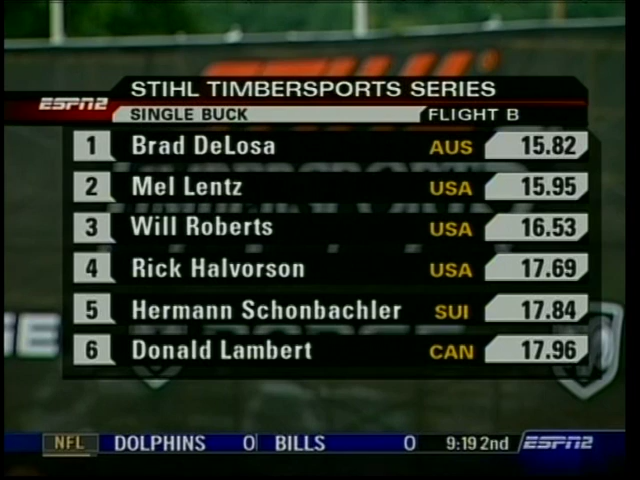 STIHL TIMBERSPORTS SERIES
ESPN2 SINGLE BUCK FLIGHT B
1 Brad DeLosa AUS 15.82
2 Mel Lentz USA 15.95
3 Will Roberts USA 16.53
4 Rick Halvorson USA 17.69
5 Hermann Schonbachler SUI 17.84
6 Donald Lambert CAN 17.96
NFL DOLPHINS 0 BILLS 0 9:19 2nd ESPN2